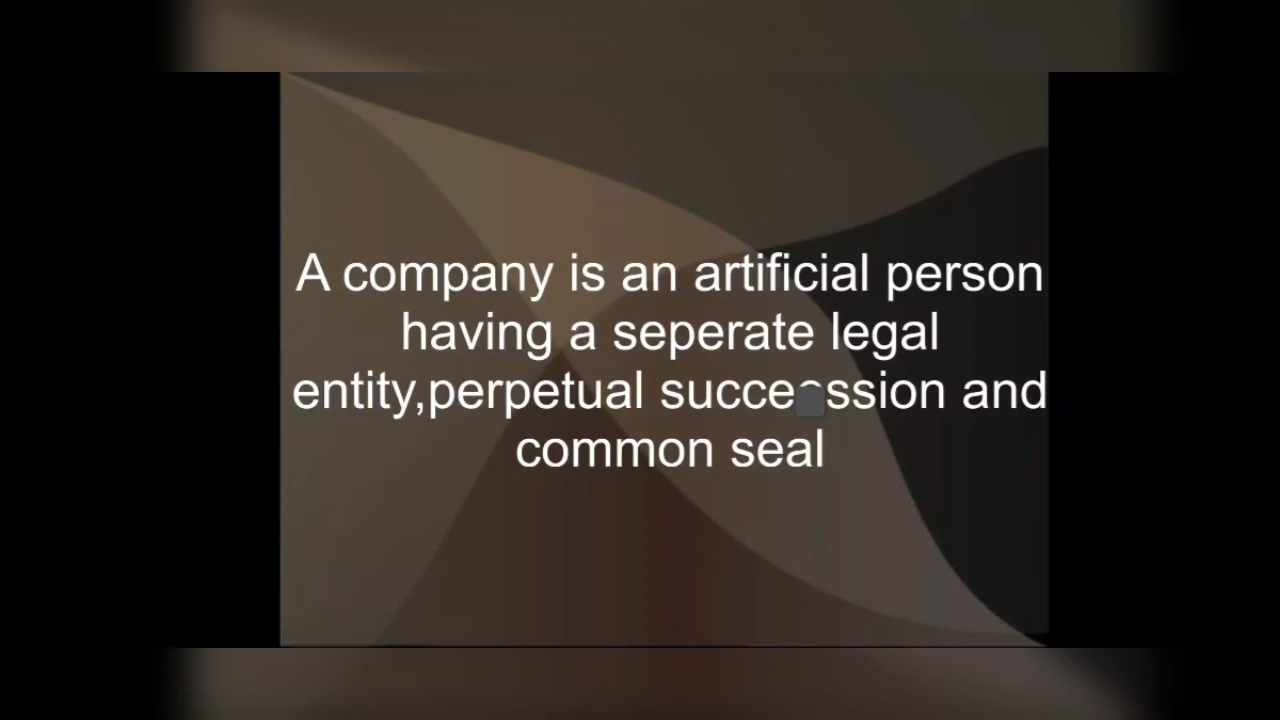 A company is an artificial person
having a seperate legal
entity,perpetual and
common seal